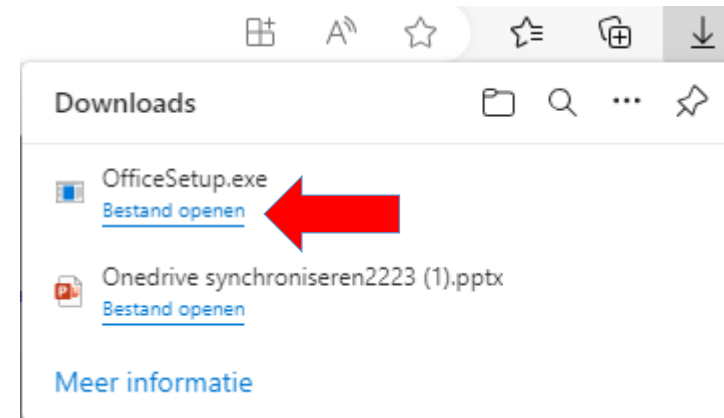 Downloads
OfficeSetup.exe
Bestand openen
Onedrive synchroniseren2223 (1).pptx
Bestand openen
Meer informatie